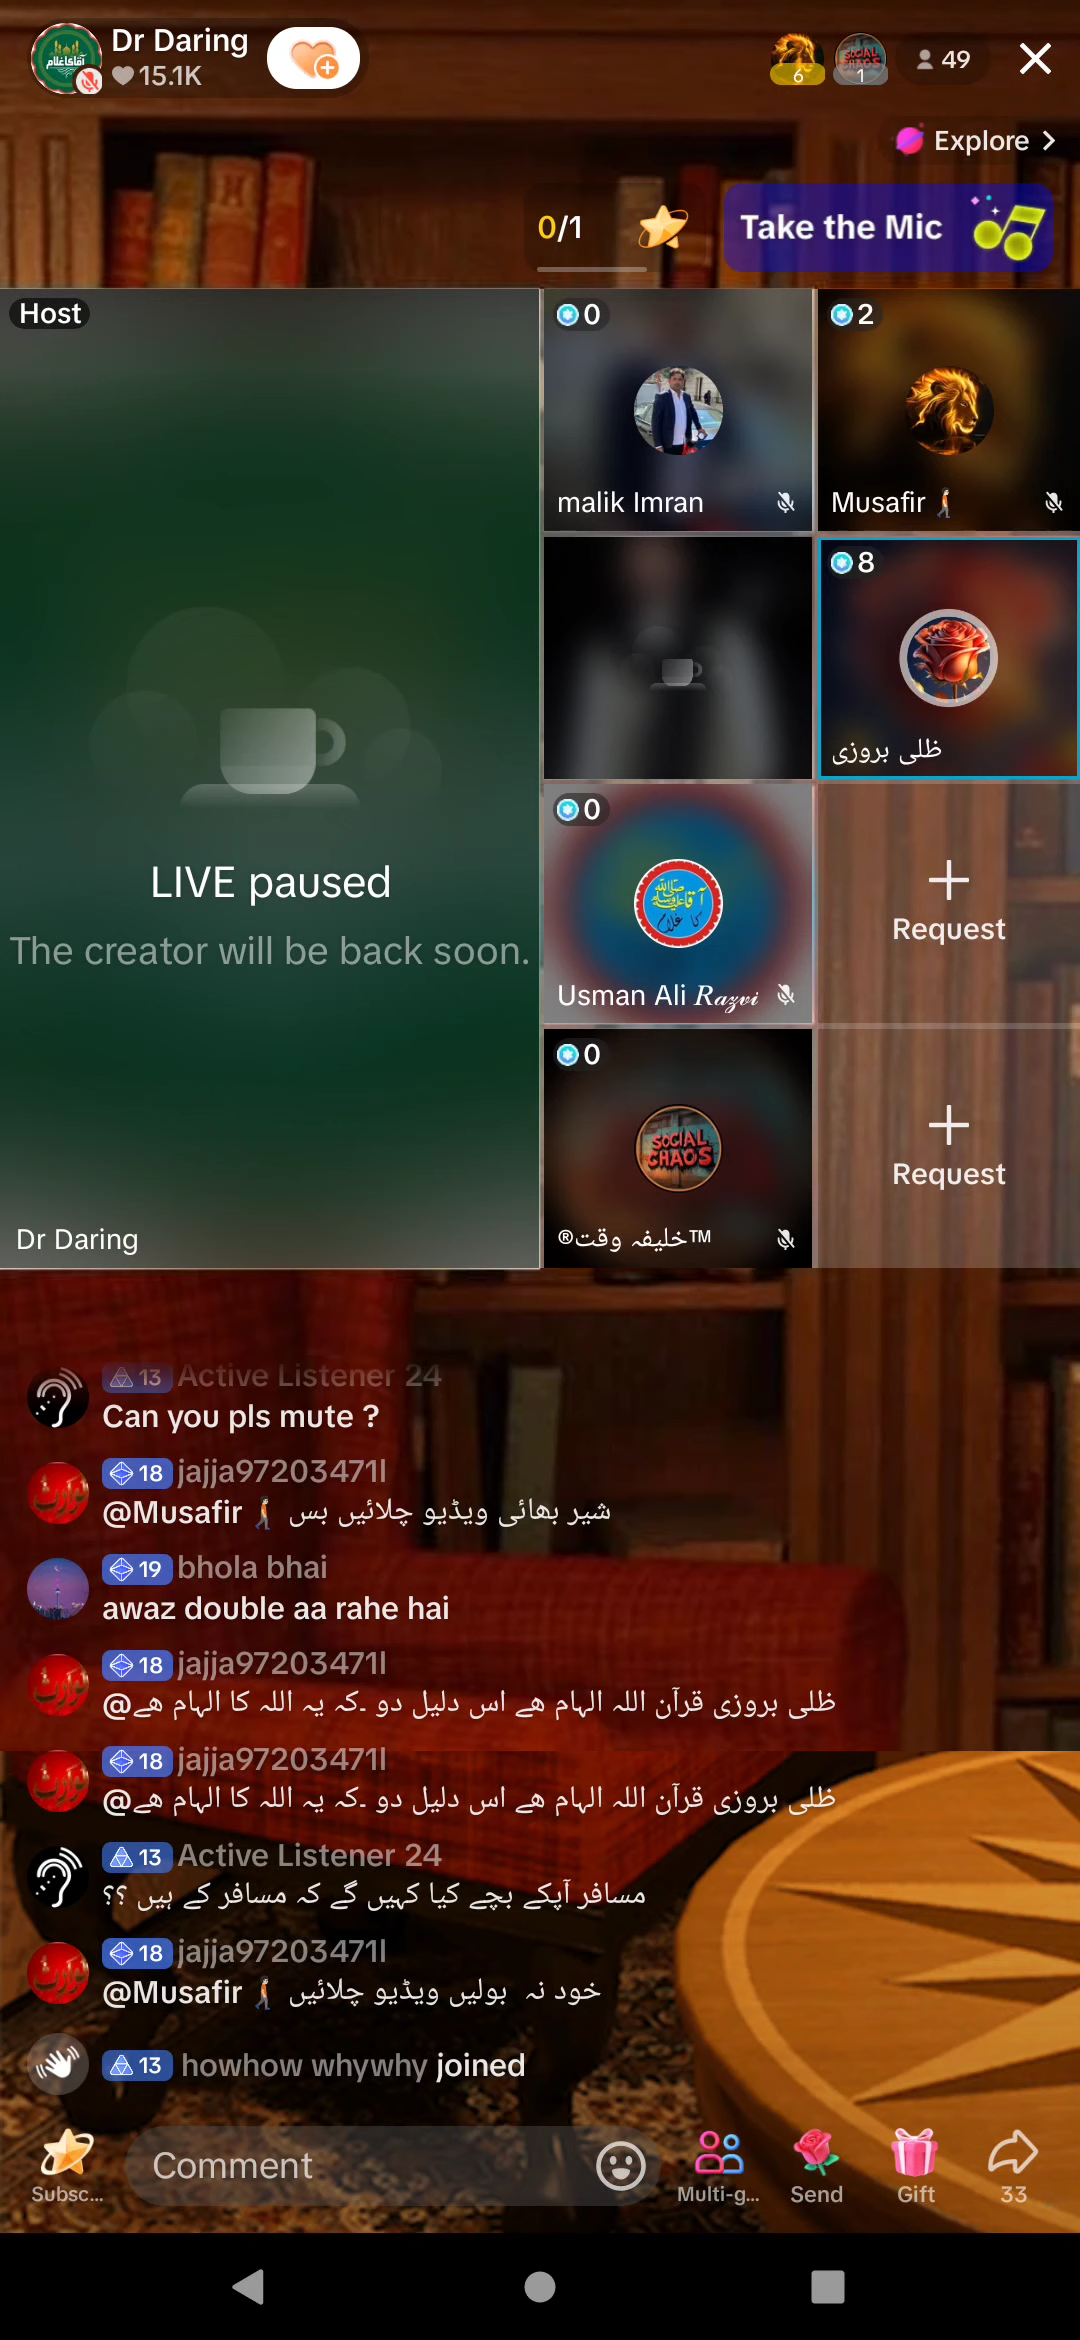 Dr Daring
15.1K
6
1
49
Explore
0/1
Take the Mic
Host
0
2
malik Imran
Musafir
8
ظلی بروزی
LIVE paused
The creator will be back soon.
0
Usman Ali Razvi
Request
0
SOCIAL
CHAOS
®خلیفہ وقت™
Request
Dr Daring
13 Active Listener 24
Can you pls mute ?
18 jajja97203471l
@Musafir شیر بھائی ویڈیو چلائیں بس
19 bhola bhai
awaz double aa rahe hai
18 jajja97203471l
@ظلی بروزی قرآن اللہ الہام ھے اس دلیل دو ۔کہ یہ اللہ کا الہام ھے
18 jajja97203471l
@ظلی بروزی قرآن اللہ الہام ھے اس دلیل دو ۔کہ یہ اللہ کا الہام ھے
13 Active Listener 24
مسافر آپکے بچے کیا کہیں گے کہ مسافر کے ہیں ؟؟
18 jajja97203471l
@Musafir خود نہ بولیں ویڈیو چلائیں
13 howhow whywhy joined
Comment
Subsc...
Multi-g...
Send
Gift
33